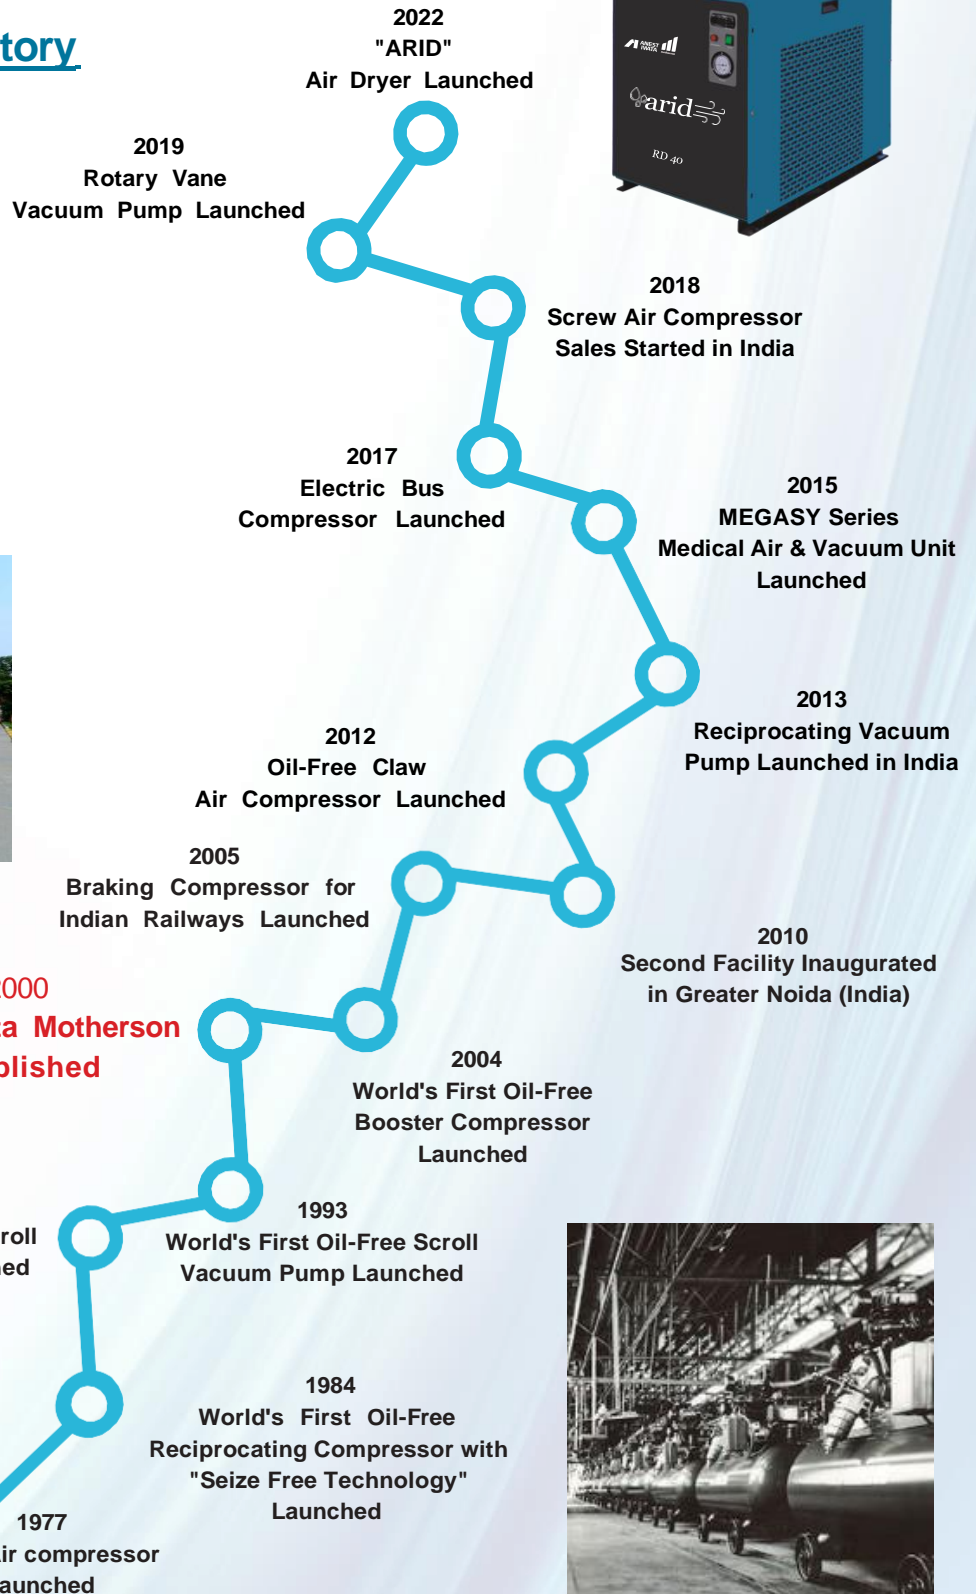 tory
2022
"ARID"
Air Dryer Launched
ANEST
IWATA
arid
RD 40
2019
Rotary Vane
Vacuum Pump Launched
2018
Screw Air Compressor
Sales Started in India
2017
Electric Bus
Compressor Launched
2015
MEGASY Series
Medical Air & Vacuum Unit
Launched
2013
Reciprocating Vacuum
Pump Launched in India
2012
Oil-Free Claw
Air Compressor Launched
2005
Braking Compressor for
Indian Railways Launched
2010
Second Facility Inaugurated
in Greater Noida (India)
2000
ta Motherson
blished
2004
World's First Oil-Free
Booster Compressor
Launched
1993
World's First Oil-Free Scroll
Vacuum Pump Launched
roll
ned
1984
World's First Oil-Free
Reciprocating Compressor with
"Seize Free Technology"
Launched
1977
ir compressor
aunched